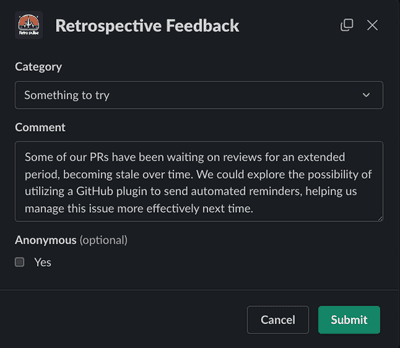 Retrospective Feedback
Category
Something to try
Comment
Some of our PRs have been waiting on reviews for an extended
period, becoming stale over time. We could explore the possibility of
utilizing a GitHub plugin to send automated reminders, helping us
manage this issue more effectively next time.
Anonymous (optional)
Yes
Cancel
Submit